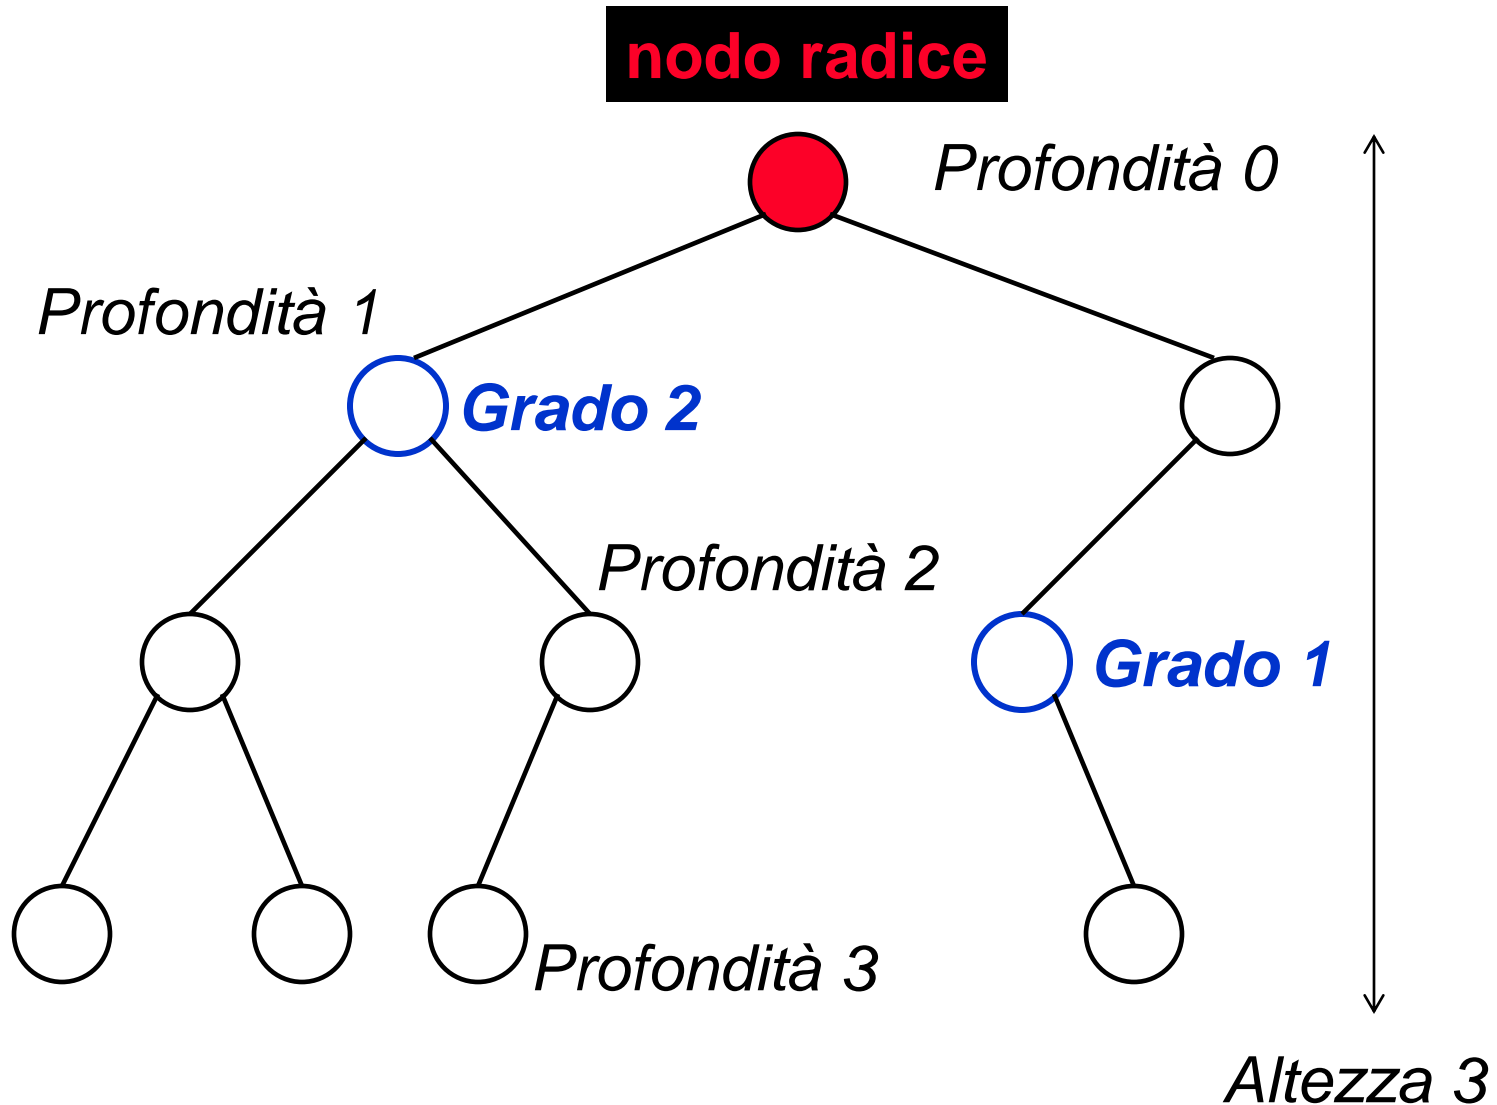 nodo radice
Profondità 0
Profondità 1
Grado 2
Profondità 2
Grado 1
Profondità 3
Altezza 3